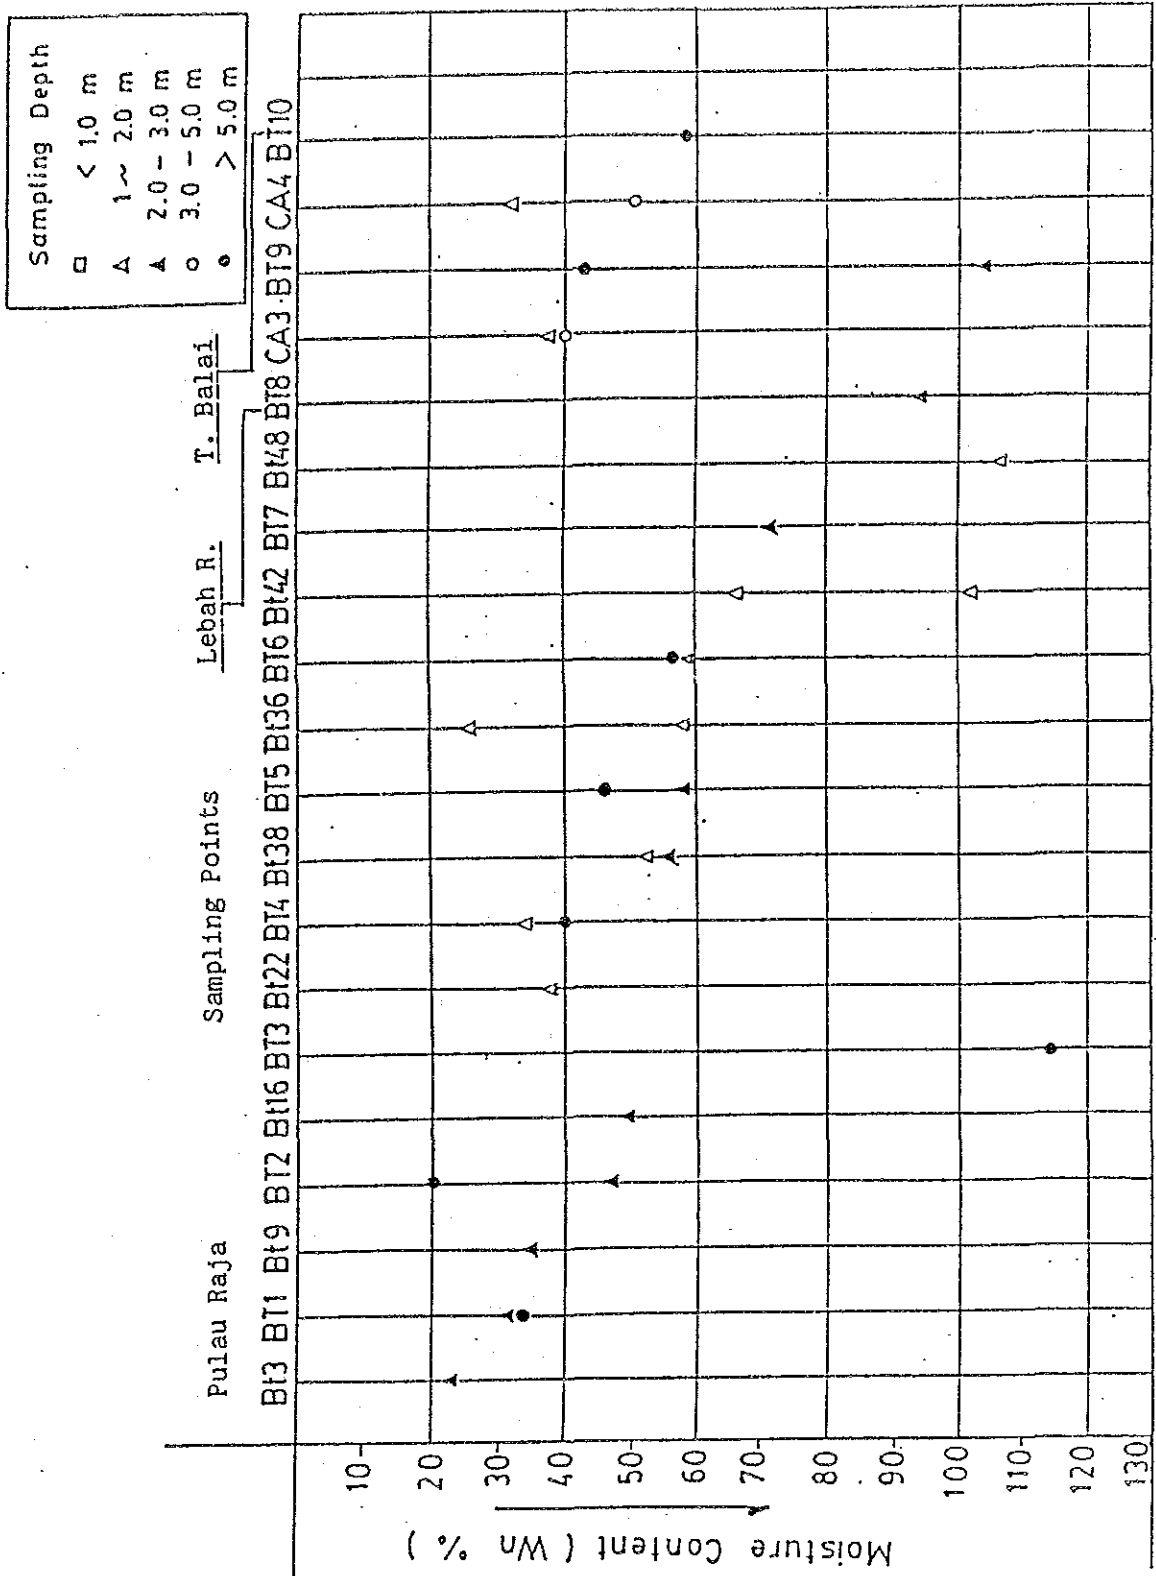 Sampling Depth
□ < 1.0 m
△ 1 ~ 2.0 m
▲ 2.0 - 3.0 m
○ 3.0 - 5.0 m
● > 5.0 m
Pulau Raja
Sampling Points
Lebah R.
T. Balai
Bt3 BT1 Bt9 BT2 Bt16 BT3 Bt22 BT4 Bt38 BT5 Bt36 BT6 Bt42 BT7 Bt48 BT8 CA3 BT9 CA4 BT10
10
20
30
40
50
60
70
80
90
100
110
120
130
Moisture Content ( Wn % )